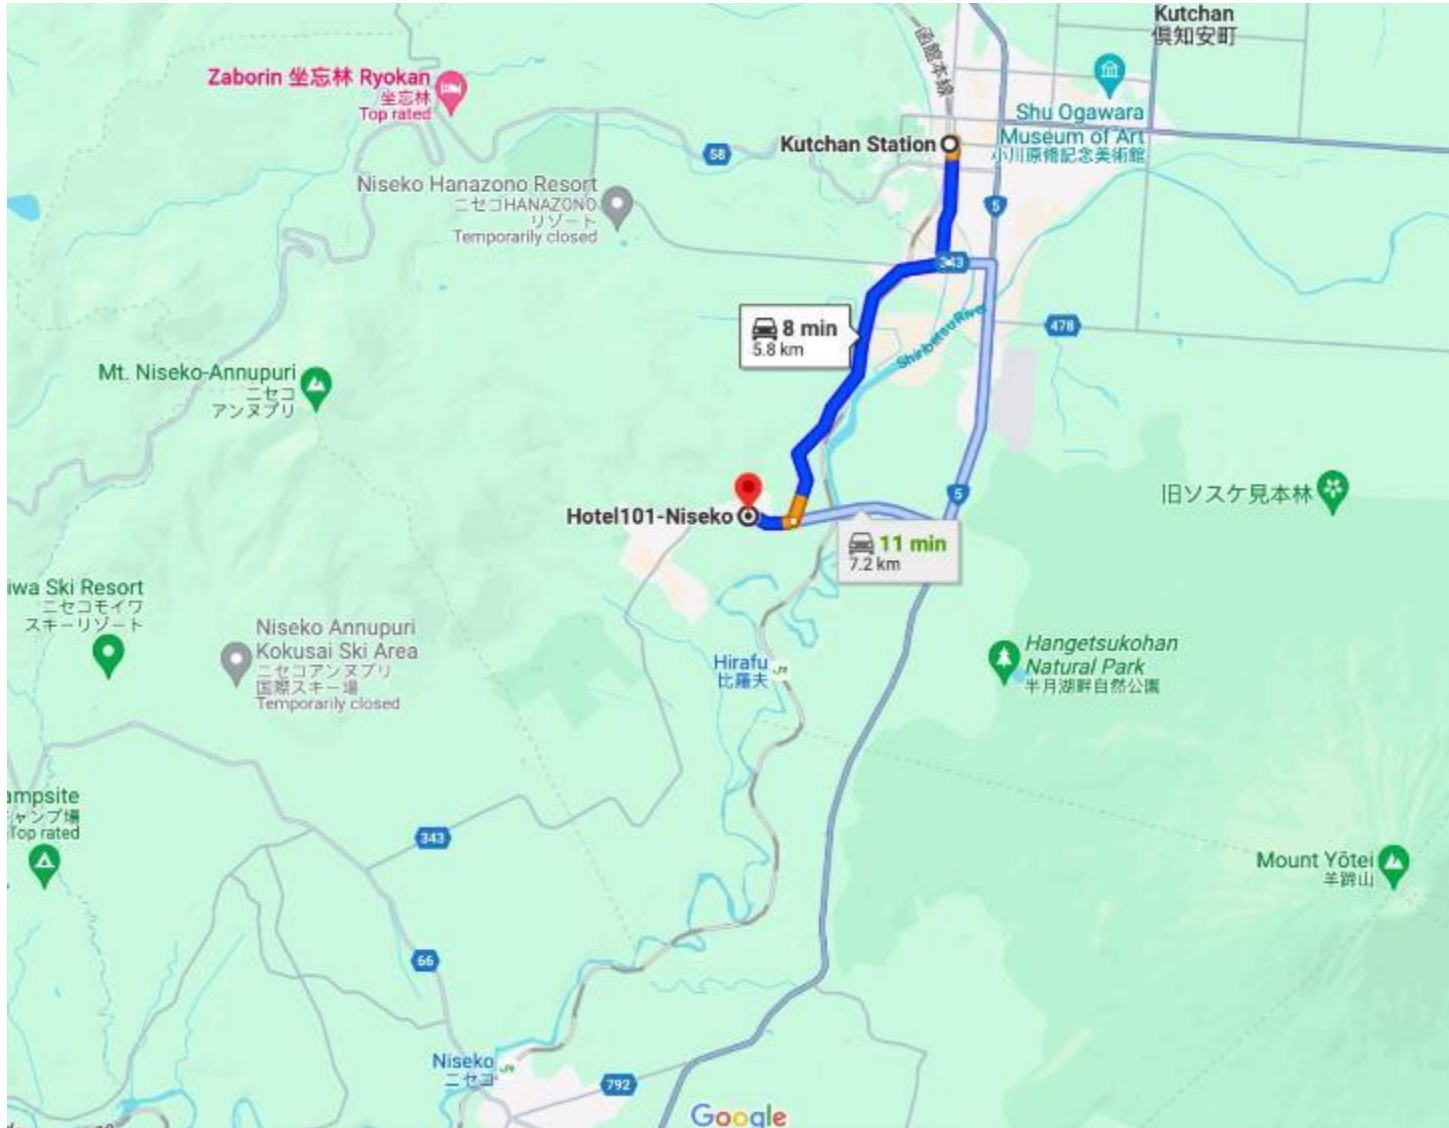 Kutchan
倶知安町
函館本線
Zaborin 坐忘林 Ryokan
坐忘林
Top rated
Shu Ogawara
Museum of Art
小川原脩記念美術館
Kutchan Station
58
Niseko Hanazono Resort
ニセコHANAZONO
リゾート
Temporarily closed
5
343
8 min
5.8 km
Shiribetsu River
478
Mt. Niseko-Annupuri
ニセコ
アンヌプリ
5
旧ソスケ見本林
Hotel101-Niseko
11 min
7.2 km
iwa Ski Resort
ニセコモイワ
スキーリゾート
Niseko Annupuri
Kokusai Ski Area
ニセコアンヌプリ
国際スキー場
Temporarily closed
Hangetsukohan
Natural Park
半月湖畔自然公園
Hirafu
比羅夫
ampsite
ャンプ場
Top rated
343
Mount Yōtei
羊蹄山
66
Niseko
ニセコ
792
Google